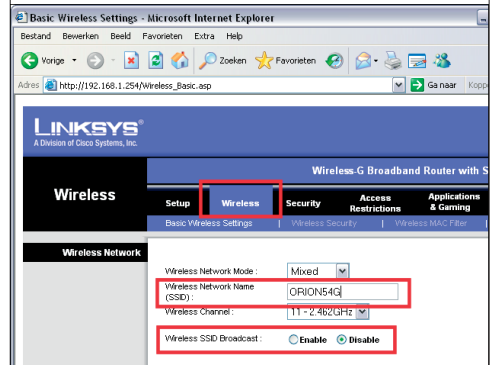 Basic Wireless Settings - Microsoft Internet Explorer
Bestand Bewerken Beeld Favorieten Extra Help
Vorige Zoeken Favorieten
Adres http://192.168.1.254/Wireless_Basic.asp Ga naar Kopp
LINKSYS®
A Division of Cisco Systems, Inc.
Wireless-G Broadband Router with S
Wireless Setup Wireless Security Access Restrictions Applications & Gaming
Basic Wireless Settings | Wireless Security | Wireless MAC Filter |
Wireless Network
Wireless Network Mode : Mixed
Wireless Network Name (SSID) : ORION54G
Wireless Channel : 11 - 2.462GHz
Wireless SSID Broadcast : Enable Disable